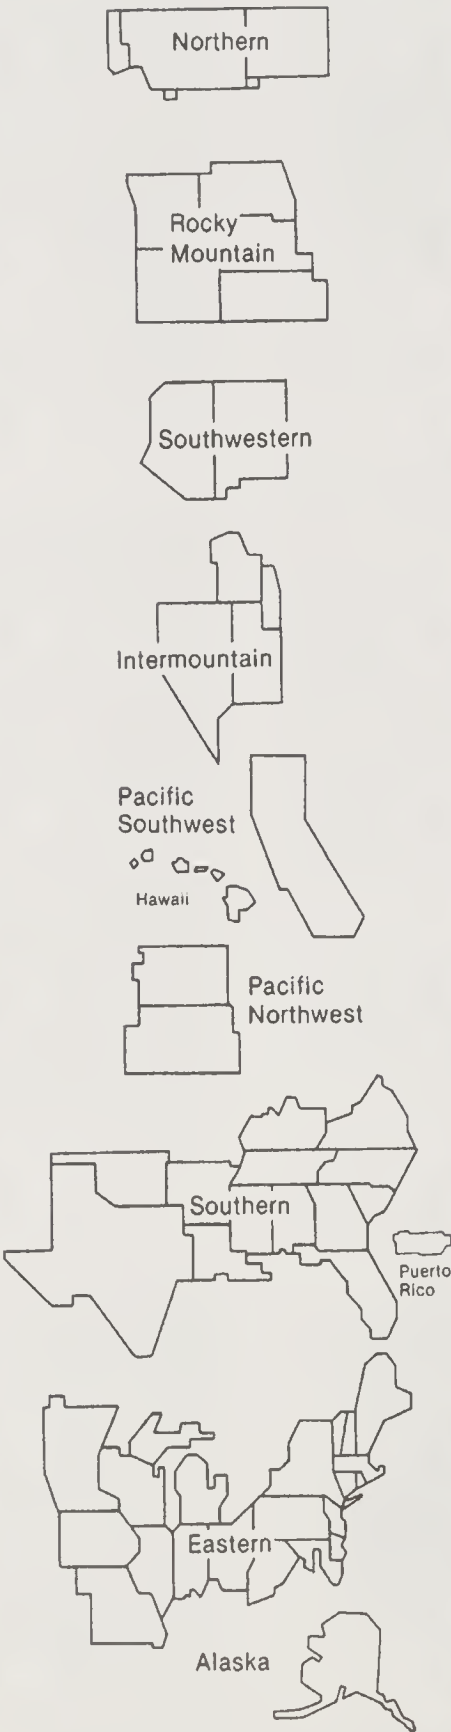 Northern
Rocky
Mountain
Southwestern
Intermountain
Pacific
Southwest
Hawaii
Pacific
Northwest
Southern
Puerto
Rico
Eastern
Alaska